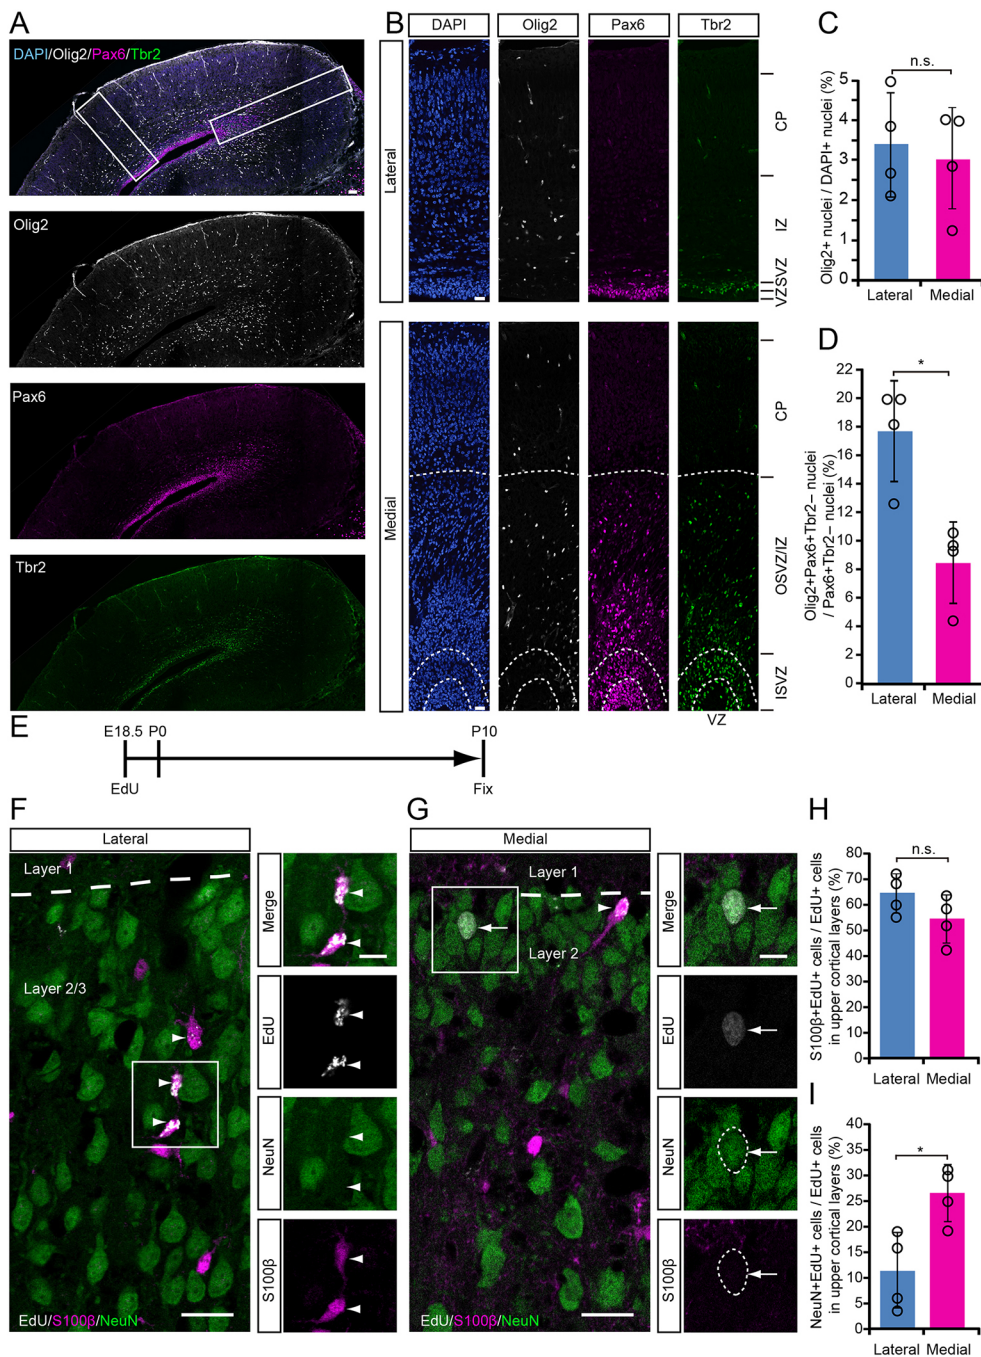 A
DAPI/Olig2/Pax6/Tbr2
Olig2
Pax6
Tbr2
B
DAPI
Olig2
Pax6
Tbr2
Lateral
CP
IZ
SVZ
VZ
Medial
CP
OSVZ/IZ
ISVZ
VZ
C
n.s.
Olig2+ nuclei / DAPI+ nuclei (%)
5
4
3
2
1
0
Lateral
Medial
D
*
Olig2+Pax6+Tbr2− nuclei
/ Pax6+Tbr2− nuclei (%)
22
20
18
16
14
12
10
8
6
4
2
0
Lateral
Medial
E
E18.5 P0
P10
EdU
Fix
F
Lateral
Layer 1
Layer 2/3
EdU/S100β/NeuN
Merge
EdU
NeuN
S100β
G
Medial
Layer 1
Layer 2
EdU/S100β/NeuN
Merge
EdU
NeuN
S100β
H
n.s.
S100β+EdU+ cells / EdU+ cells
in upper cortical layers (%)
80
70
60
50
40
30
20
10
0
Lateral Medial
I
*
NeuN+EdU+ cells / EdU+ cells
in upper cortical layers (%)
40
35
30
25
20
15
10
5
0
Lateral Medial